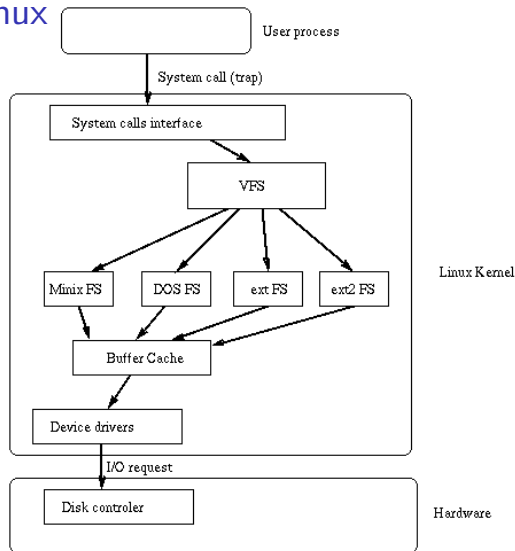 nux
User process
System call (trap)
System calls interface
VFS
Linux Kernel
Minix FS
DOS FS
ext FS
ext2 FS
Buffer Cache
Device drivers
I/O request
Disk controler
Hardware